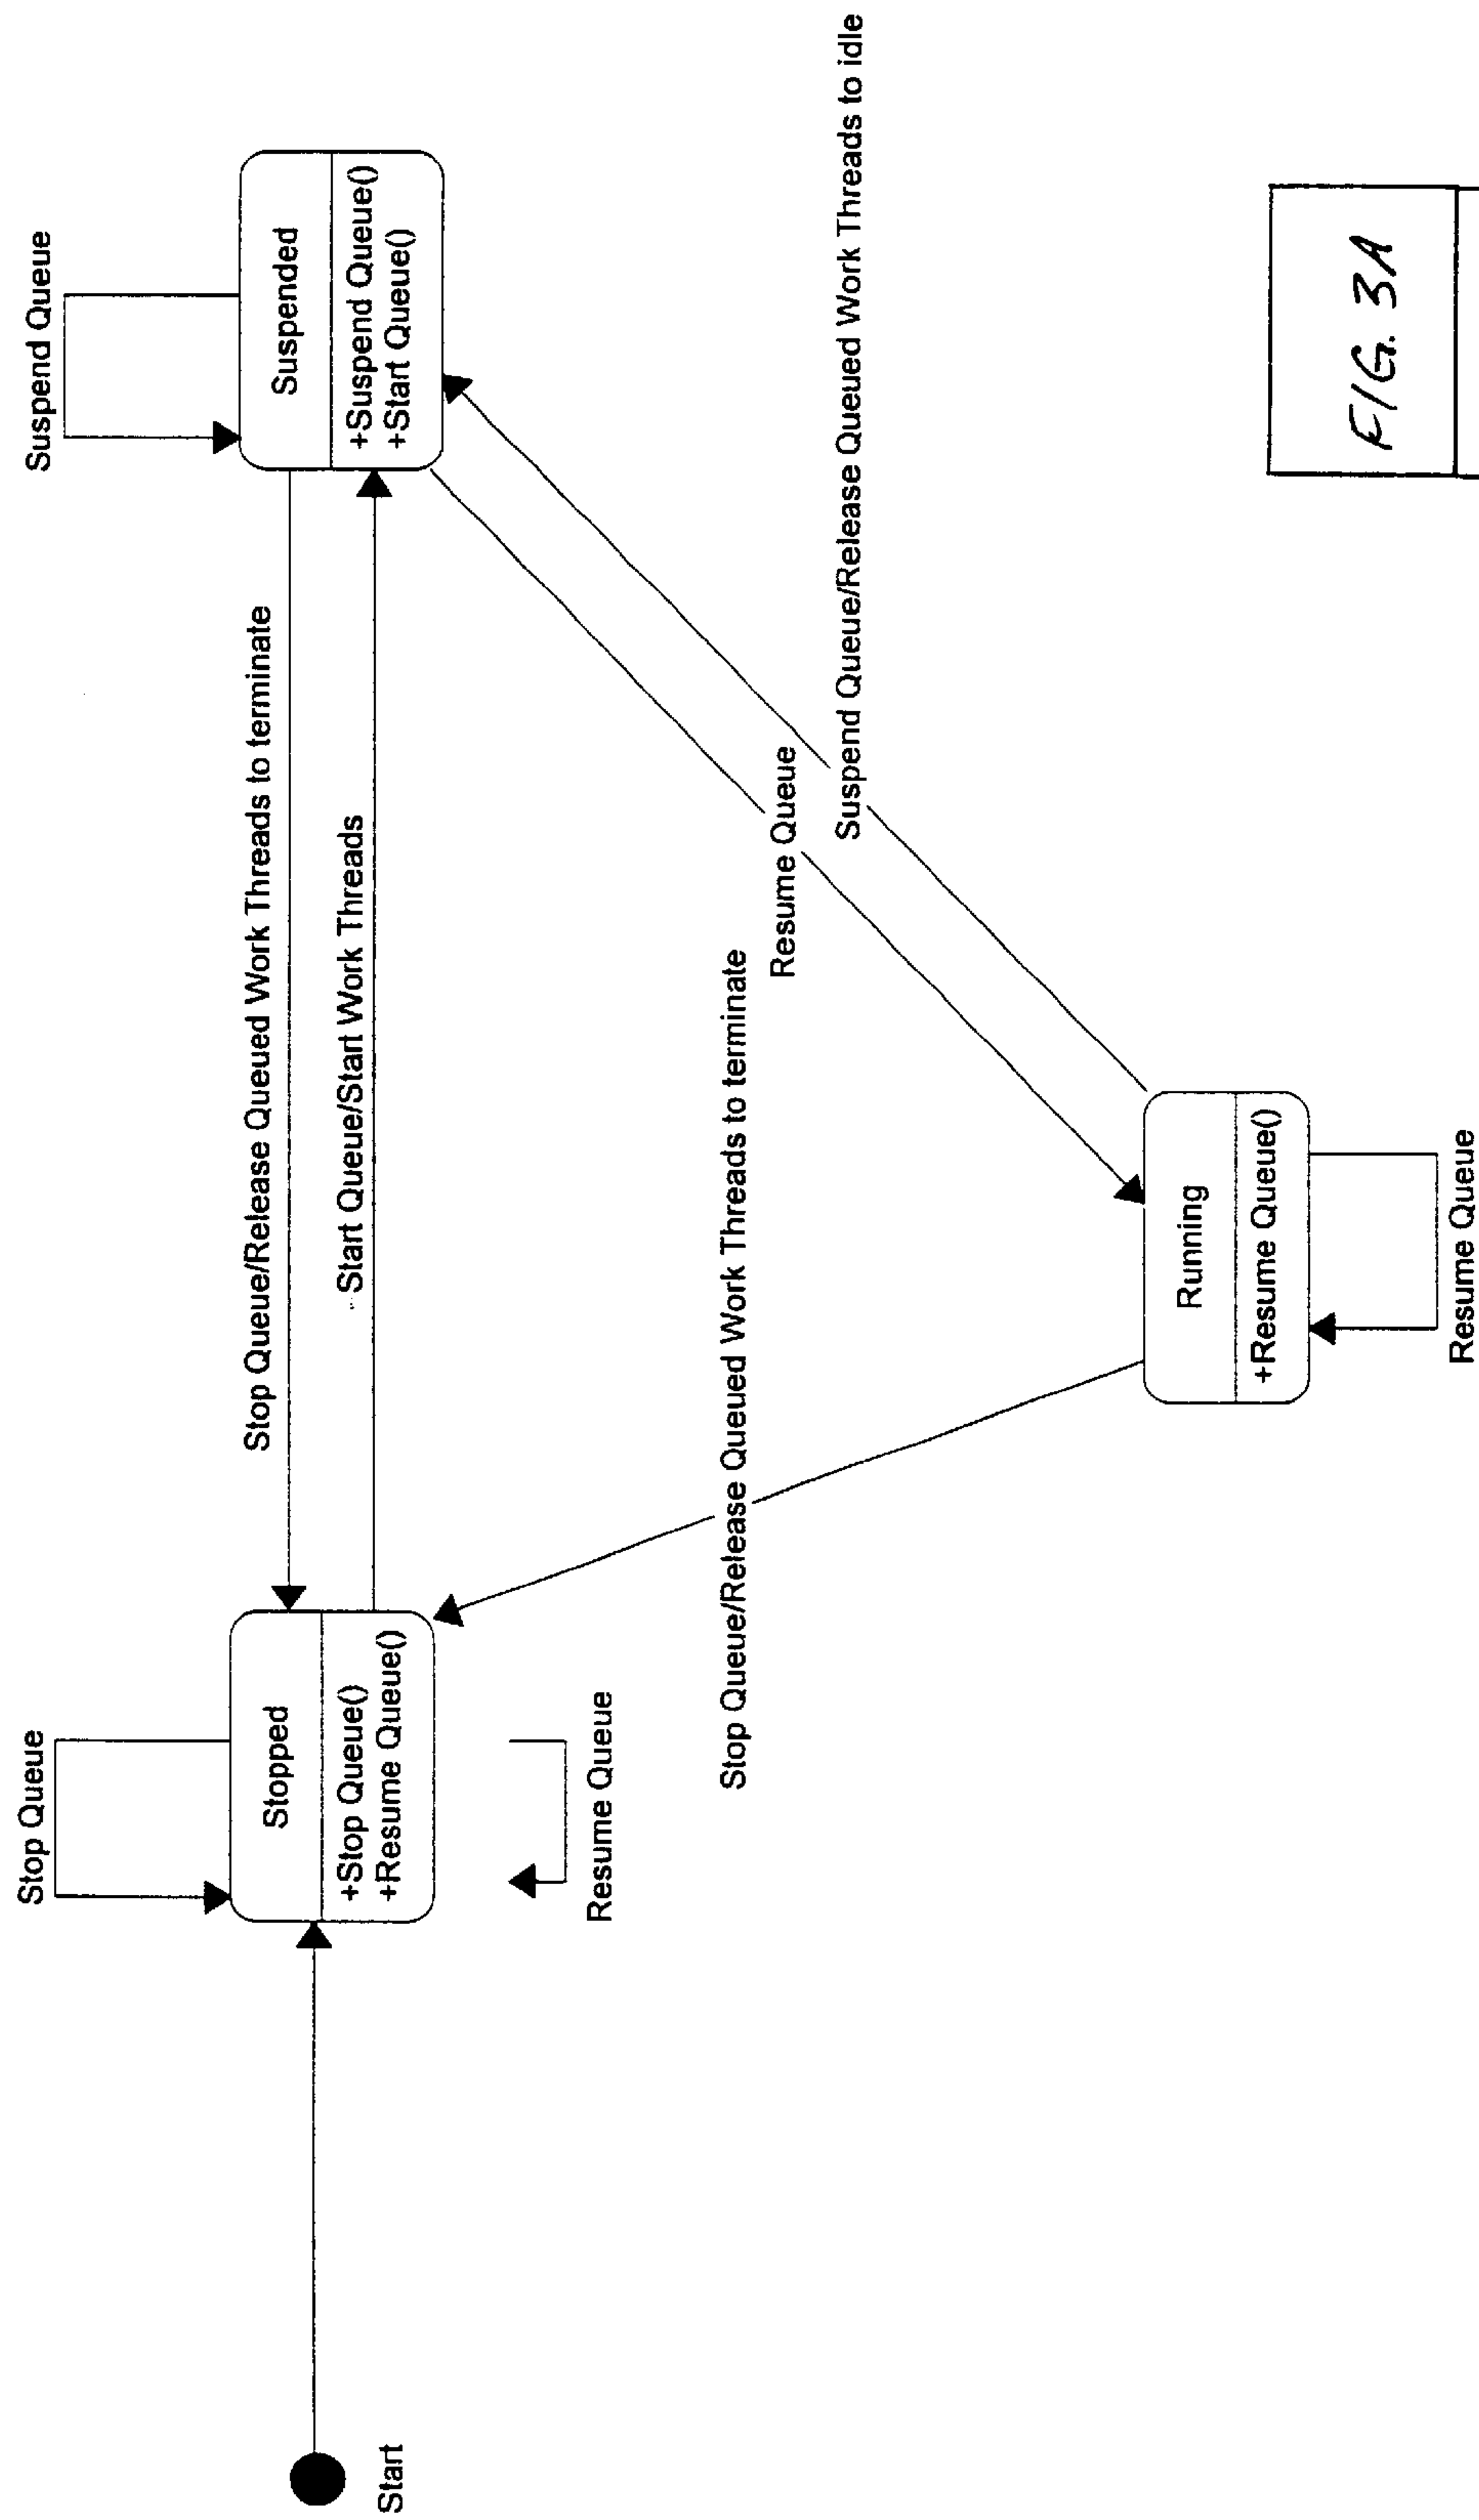 Stop Queue
Suspend Queue
Stopped
+Stop Queue()
+Resume Queue()
Stop Queue/Release Queued Work Threads to terminate
Start Queue/Start Work Threads
Suspended
+Suspend Queue()
+Start Queue()
Start
Resume Queue
Stop Queue/Release Queued Work Threads to terminate
Resume Queue
Suspend Queue/Release Queued Work Threads to idle
Running
+Resume Queue()
Resume Queue
FIG. 3A